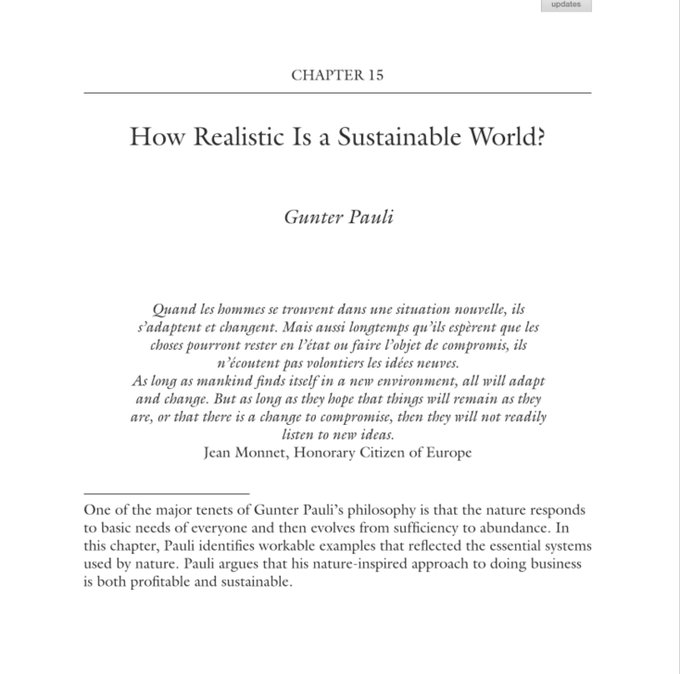 updates
CHAPTER 15
How Realistic Is a Sustainable World?
Gunter Pauli
Quand les hommes se trouvent dans une situation nouvelle, ils
s'adaptent et changent. Mais aussi longtemps qu'ils espèrent que les
choses pourront rester en l'état ou faire l'objet de compromis, ils
n'écoutent pas volontiers les idées neuves.
As long as mankind finds itself in a new environment, all will adapt
and change. But as long as they hope that things will remain as they
are, or that there is a change to compromise, then they will not readily
listen to new ideas.
Jean Monnet, Honorary Citizen of Europe
One of the major tenets of Gunter Pauli's philosophy is that the nature responds
to basic needs of everyone and then evolves from sufficiency to abundance. In
this chapter, Pauli identifies workable examples that reflected the essential systems
used by nature. Pauli argues that his nature-inspired approach to doing business
is both profitable and sustainable.